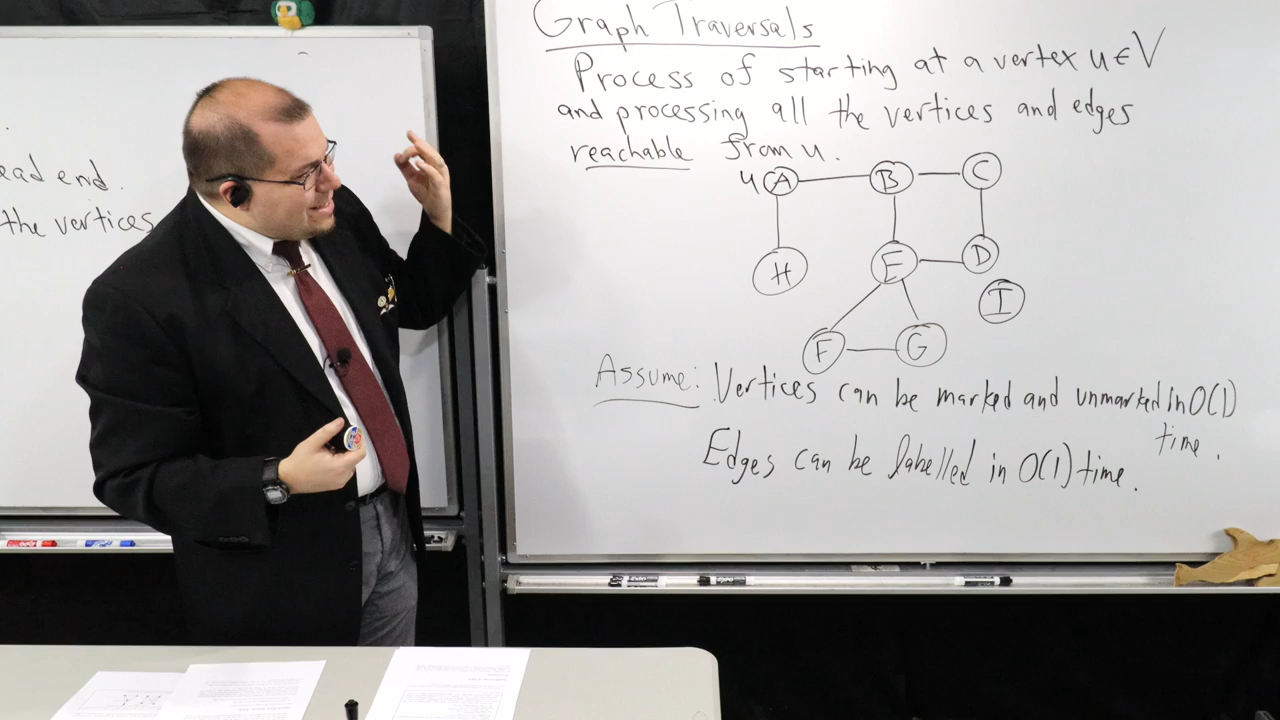 ead end.
the vertices
Graph Traversals
Process of starting at a vertex u ∈ V
and processing all the vertices and edges
reachable from u.
u A B C
H E D
I
F G
Assume: Vertices can be marked and unmarked in O(1)
time.
Edges can be labelled in O(1) time.